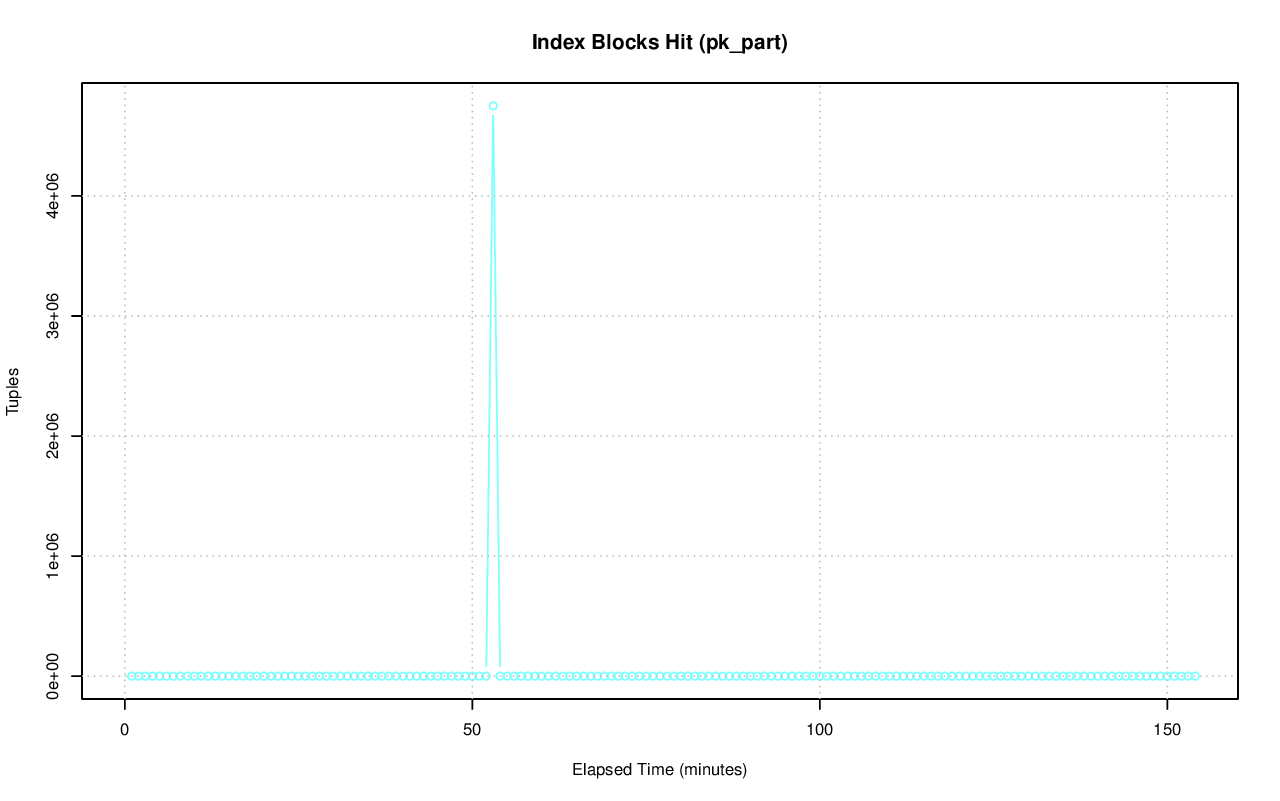 Index Blocks Hit (pk_part)
Tuples
4e+06
3e+06
2e+06
1e+06
0e+00
0 50 100 150
Elapsed Time (minutes)